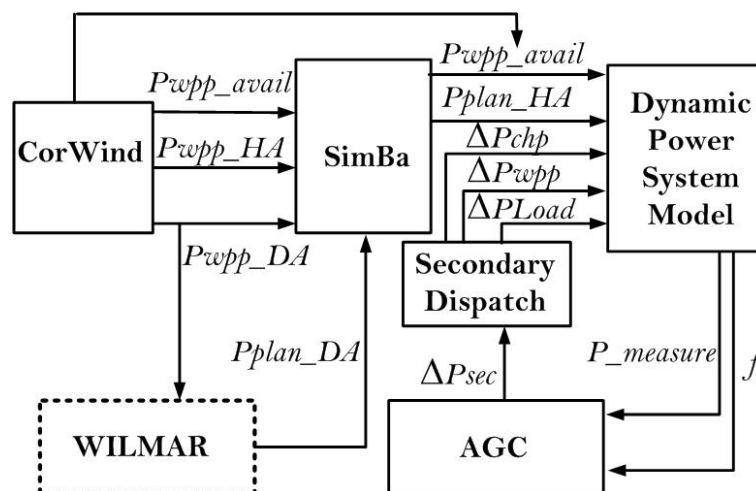 Pwpp_avail
Pwpp_avail
Pplan_HA
CorWind
Pwpp_HA
SimBa
Dynamic
Power
System
Model
ΔPchp
ΔPwpp
ΔPLoad
Pwpp_DA
Secondary
Dispatch
Pplan_DA
P_measure
f
ΔPsec
WILMAR
AGC